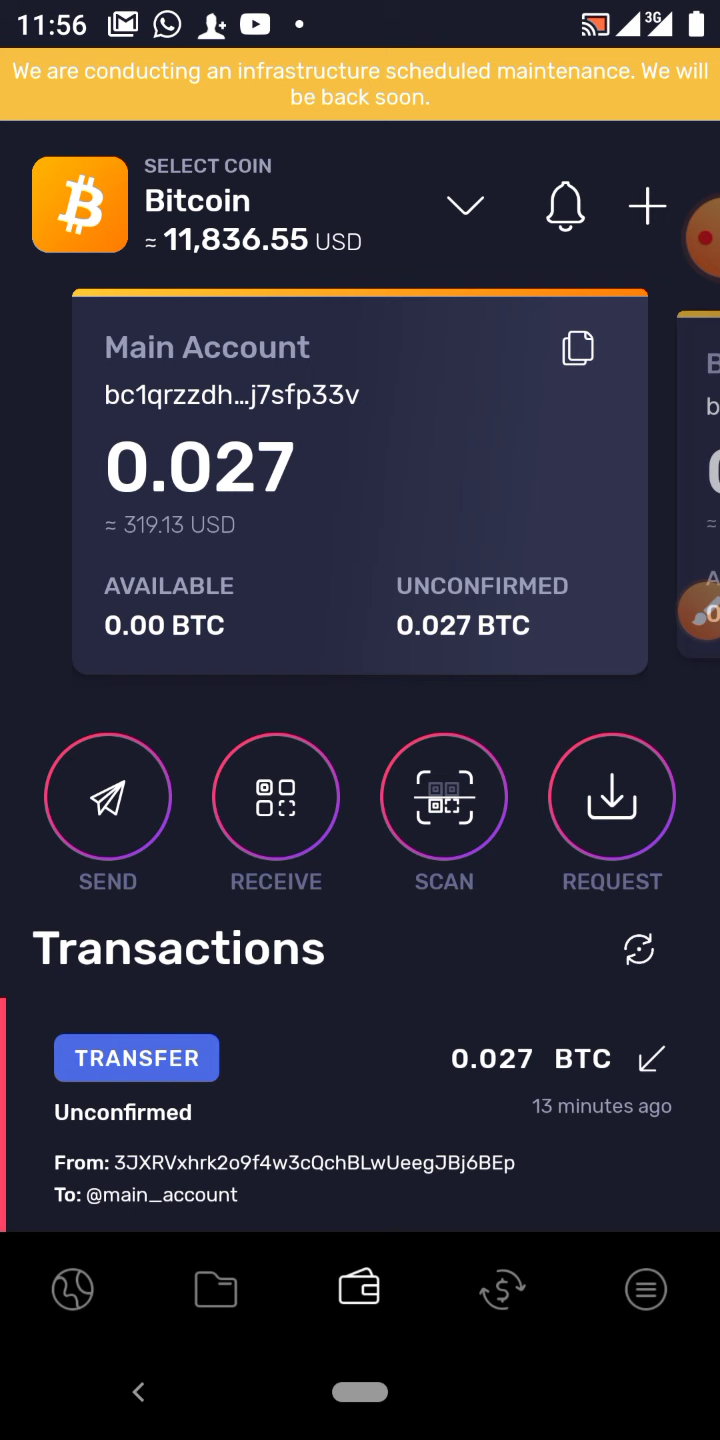 11:56
3G
We are conducting an infrastructure scheduled maintenance. We will
be back soon.
SELECT COIN
Bitcoin
≈ 11,836.55 USD
Main Account
bc1qrzzdh...j7sfp33v
0.027
≈ 319.13 USD
AVAILABLE UNCONFIRMED
0.00 BTC 0.027 BTC
SEND RECEIVE SCAN REQUEST
Transactions
TRANSFER 0.027 BTC
Unconfirmed 13 minutes ago
From: 3JXRVxhrk2o9f4w3cQchBLwUeegJBj6BEp
To: @main_account